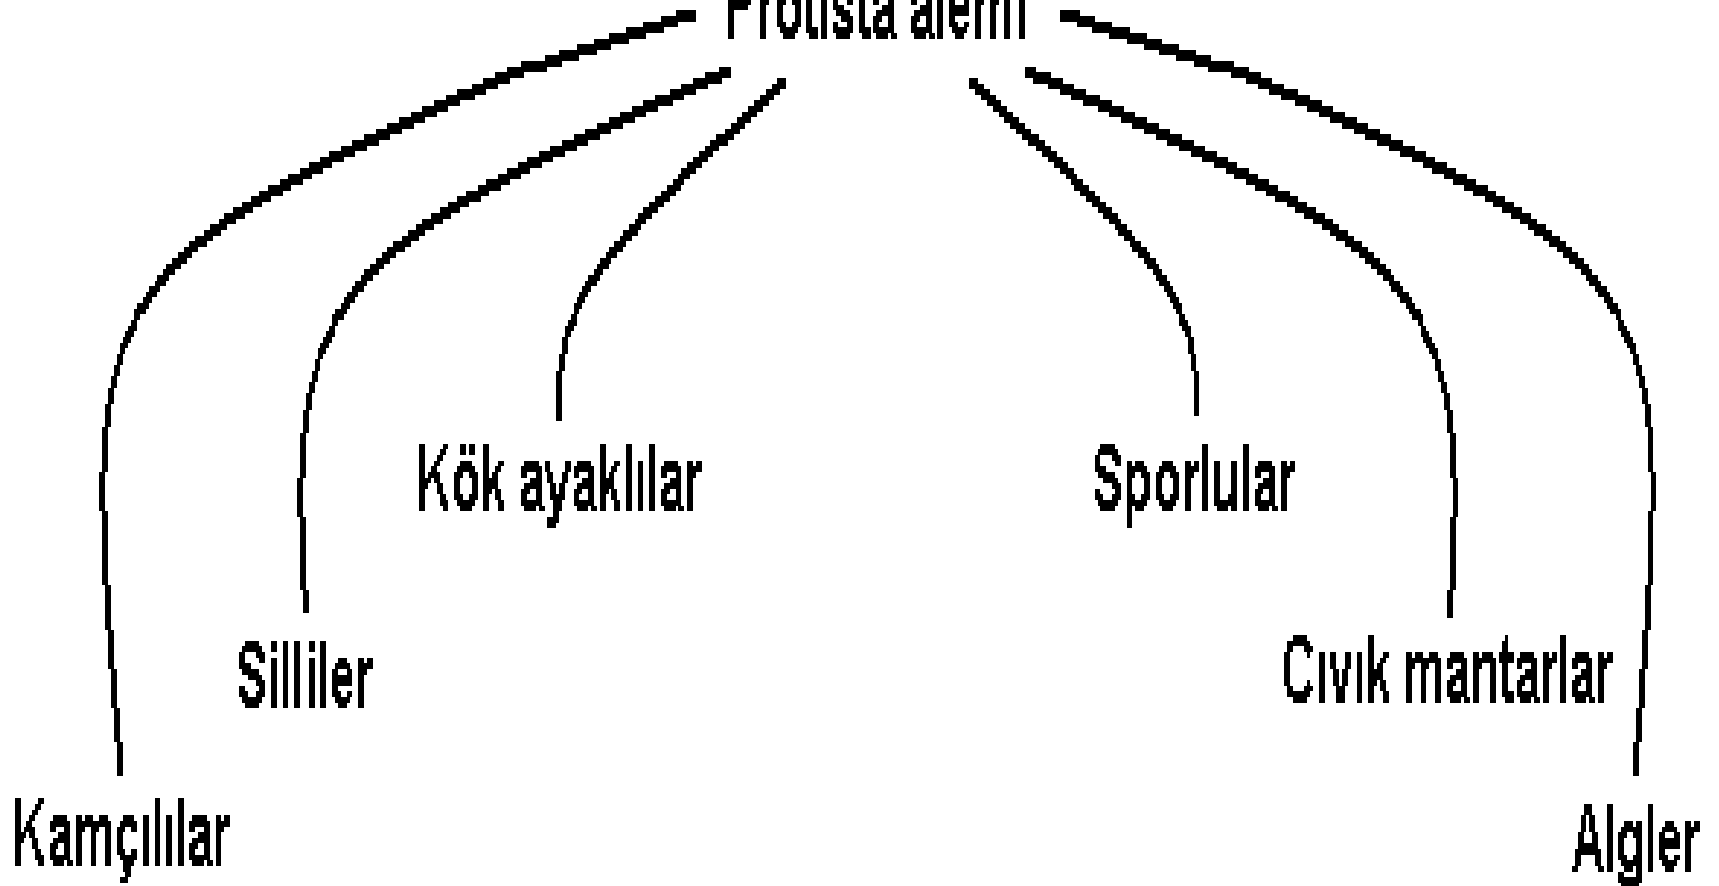 Protista alemi
Kök ayaklılar
Sporlular
Silliler
Cıvık mantarlar
Kamçılılar
Algler